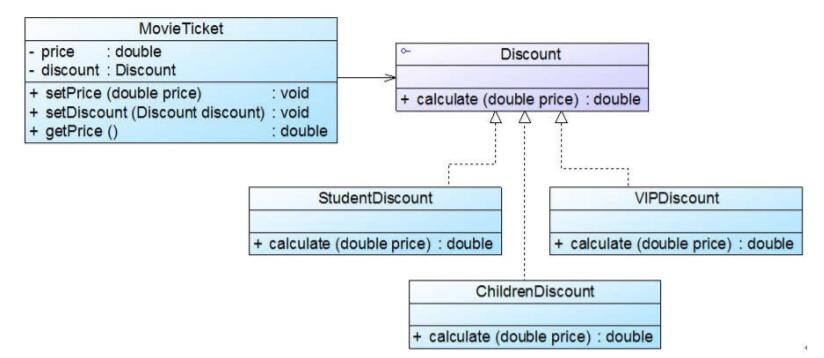 MovieTicket
- price : double
- discount : Discount
+ setPrice (double price) : void
+ setDiscount (Discount discount) : void
+ getPrice () : double
Discount
+ calculate (double price) : double
StudentDiscount
+ calculate (double price) : double
VIPDiscount
+ calculate (double price) : double
ChildrenDiscount
+ calculate (double price) : double